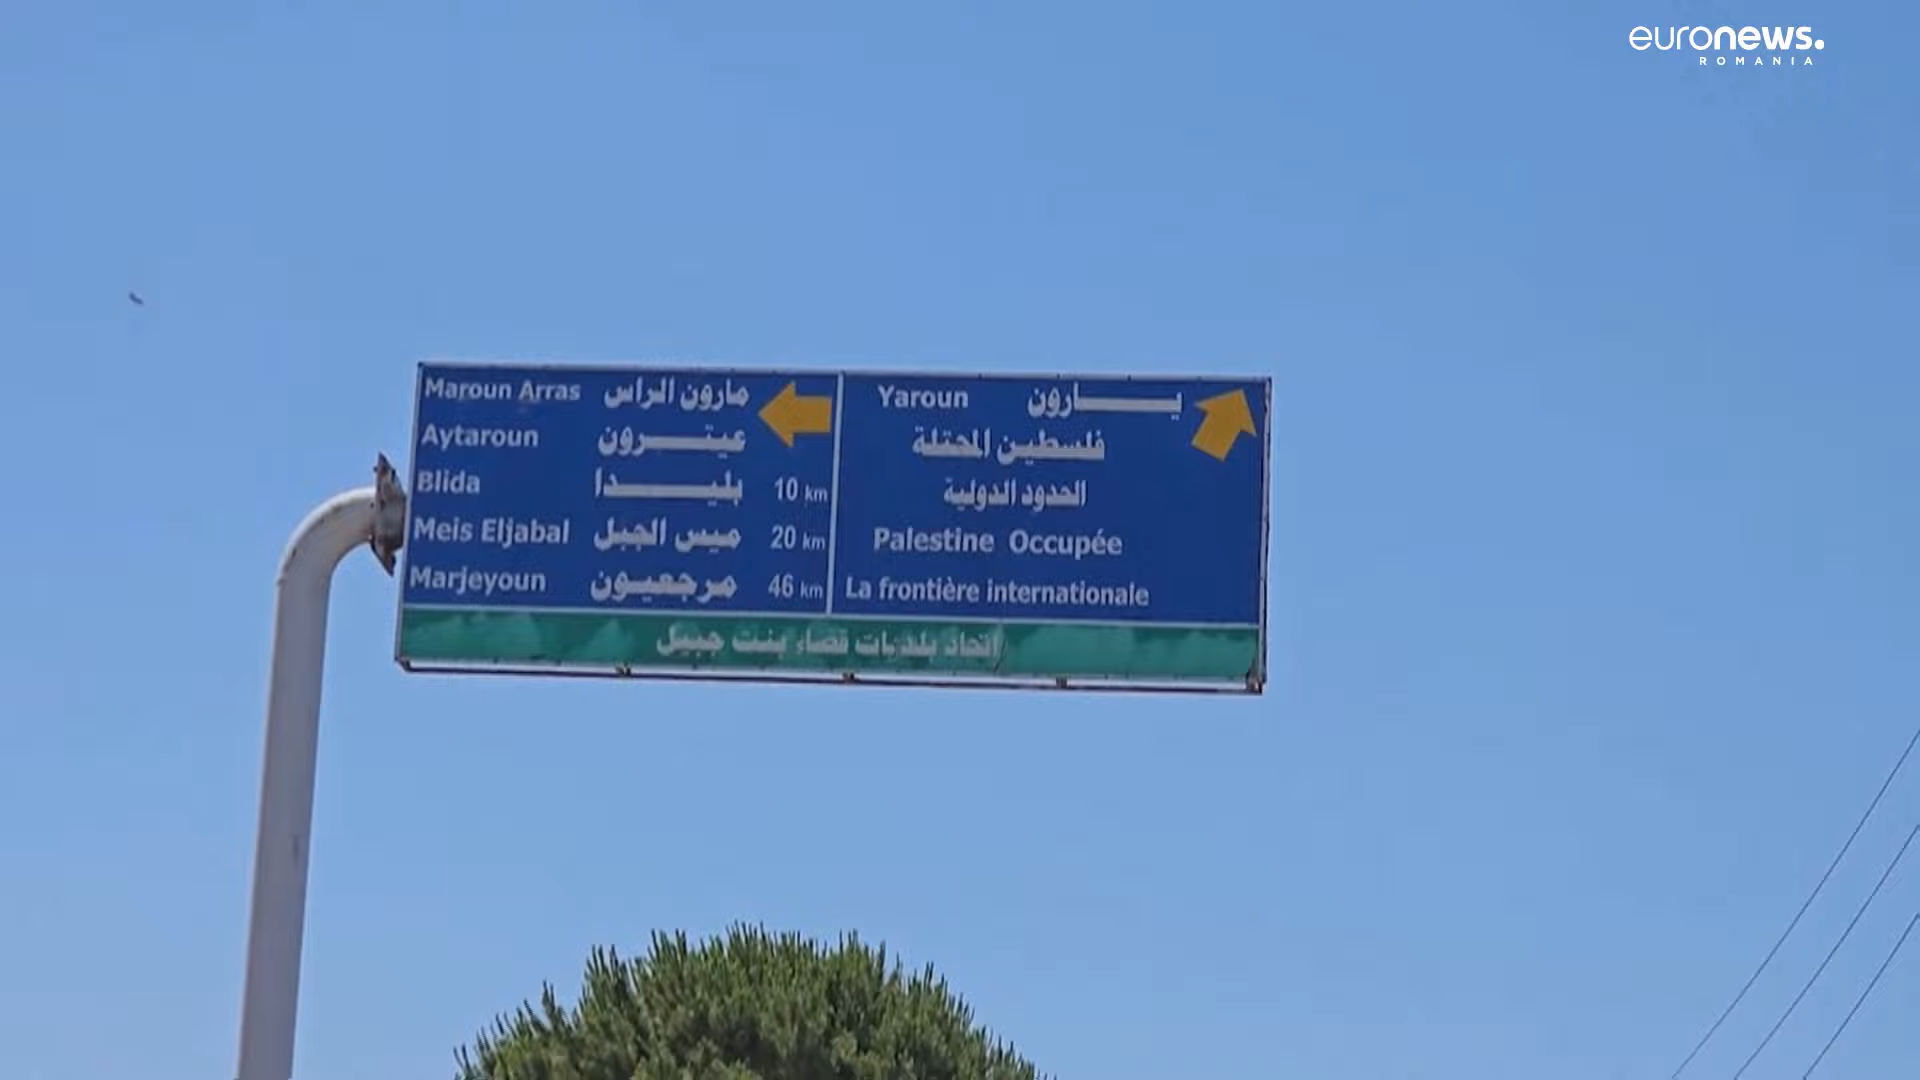 euronews.
ROMANIA
Maroun Arras مارون الراس
Aytaroun عيترون
Blida بليدا 10 km
Meis Eljabal ميس الجبل 20 km
Marjeyoun مرجعيون 46 km
Yaroun يارون
فلسطين المحتلة
الحدود الدولية
Palestine Occupée
La frontière internationale
اتحاد بلديات قضاء بنت جبيل